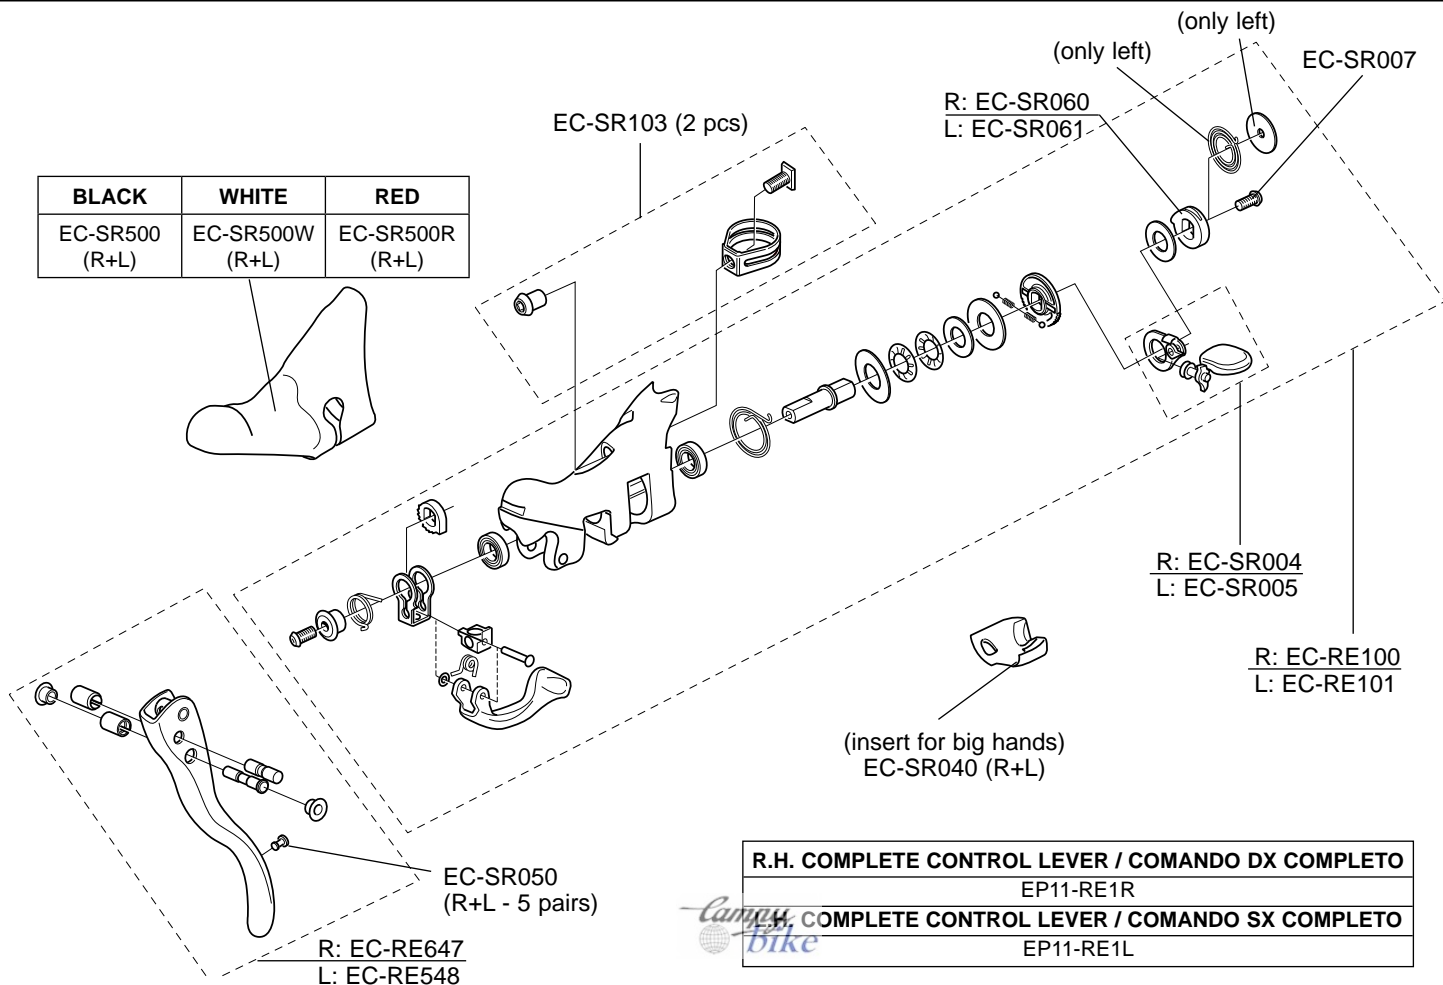 (only left)
(only left)
EC-SR007
R: EC-SR060
L: EC-SR061
EC-SR103 (2 pcs)
BLACK WHITE RED
EC-SR500 EC-SR500W EC-SR500R
(R+L) (R+L) (R+L)
R: EC-SR004
L: EC-SR005
R: EC-RE100
L: EC-RE101
(insert for big hands)
EC-SR040 (R+L)
EC-SR050
(R+L - 5 pairs)
R: EC-RE647
L: EC-RE548
R.H. COMPLETE CONTROL LEVER / COMANDO DX COMPLETO
EP11-RE1R
L.H. COMPLETE CONTROL LEVER / COMANDO SX COMPLETO
EP11-RE1L
Campy
bike